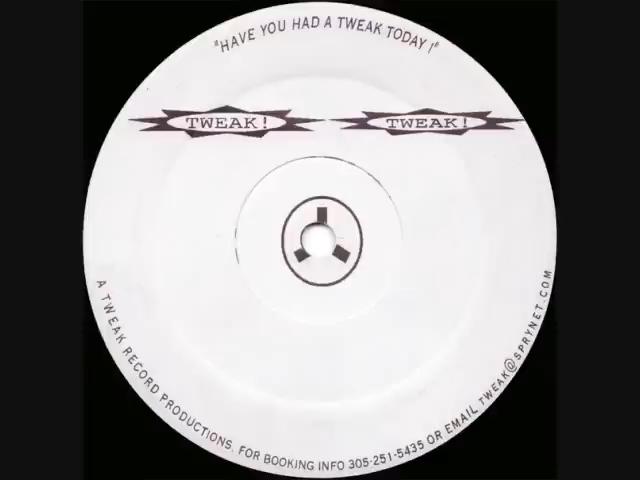 "HAVE YOU HAD A TWEAK TODAY !"
TWEAK! TWEAK!
A TWEAK RECORD PRODUCTIONS. FOR BOOKING INFO 305-251-5435 OR EMAIL TWEAK@SPRYNET.COM